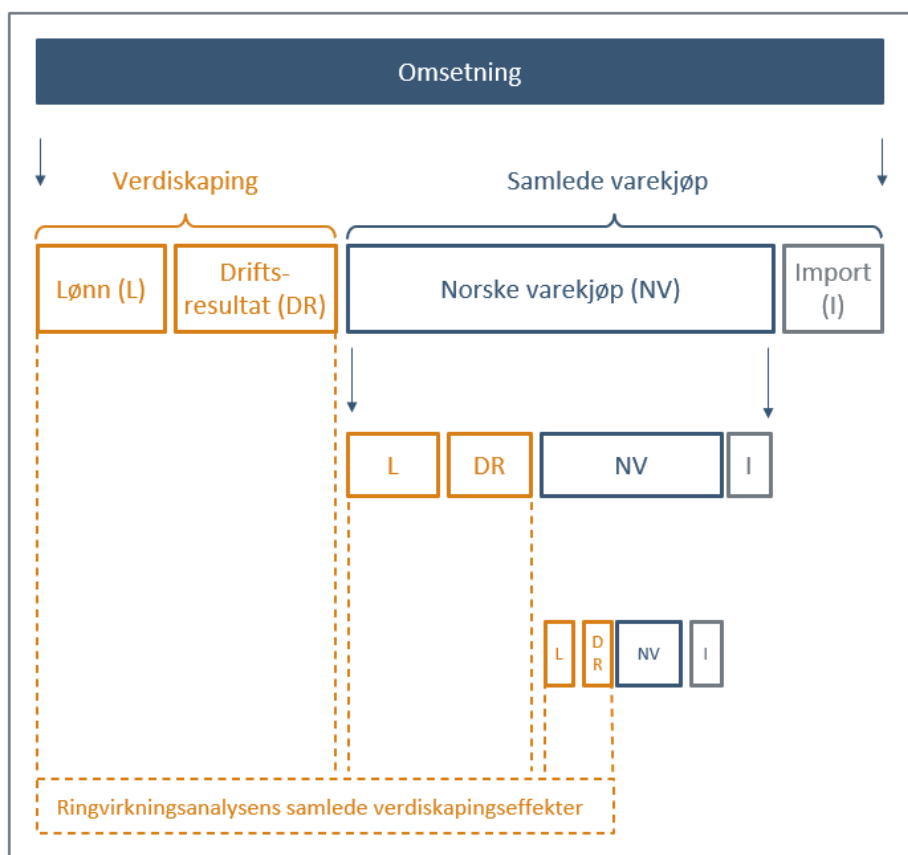 Omsetning
Verdiskaping
Samlede varekjøp
Lønn (L)
Drifts-
resultat (DR)
Norske varekjøp (NV)
Import
(I)
L
DR
NV
I
L
D
R
NV
I
Ringvirkningsanalysens samlede verdiskapingseffekter